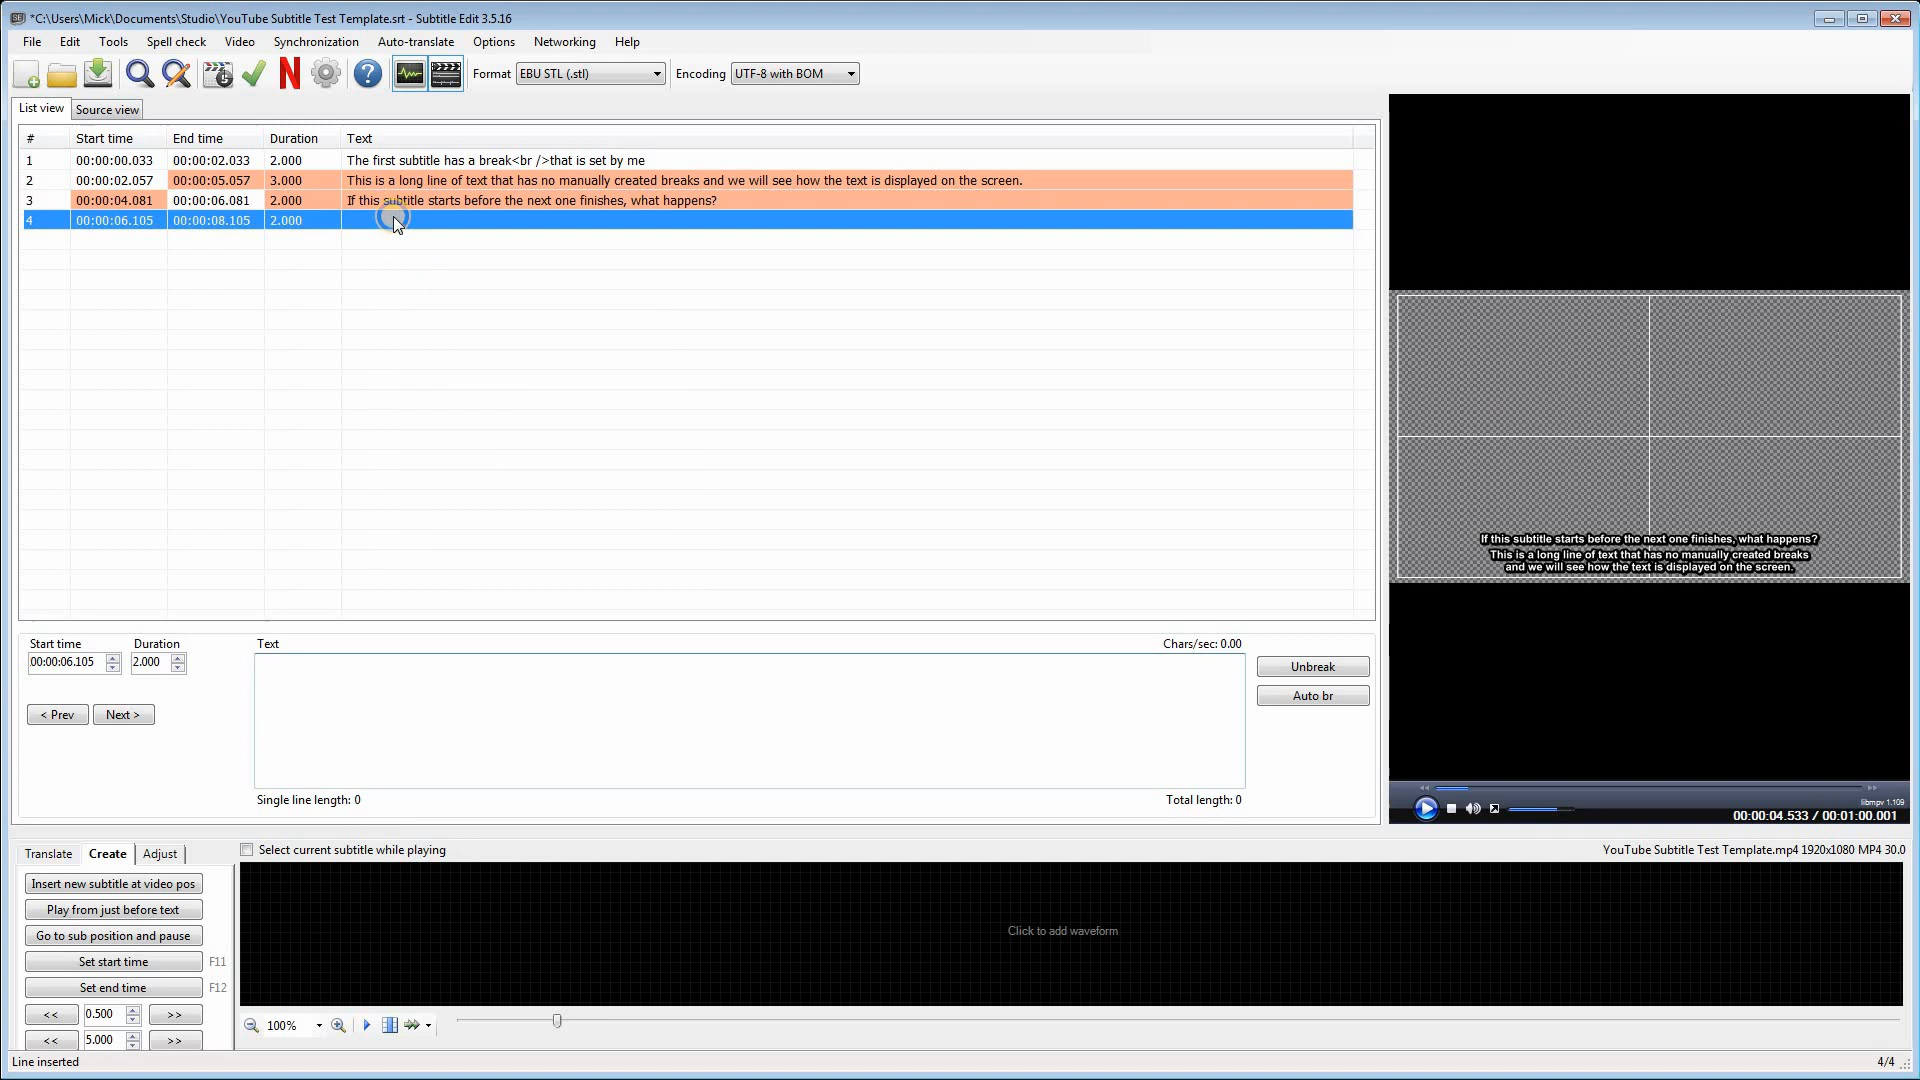 *C:\Users\Mick\Documents\Studio\YouTube Subtitle Test Template.srt - Subtitle Edit 3.5.16
File Edit Tools Spell check Video Synchronization Auto-translate Options Networking Help
Format EBU STL (.stl) Encoding UTF-8 with BOM
List view Source view
# Start time End time Duration Text
1 00:00:00.033 00:00:02.033 2.000 The first subtitle has a break<br />that is set by me
2 00:00:02.057 00:00:05.057 3.000 This is a long line of text that has no manually created breaks and we will see how the text is displayed on the screen.
3 00:00:04.081 00:00:06.081 2.000 If this subtitle starts before the next one finishes, what happens?
4 00:00:06.105 00:00:08.105 2.000
If this subtitle starts before the next one finishes, what happens?
This is a long line of text that has no manually created breaks
and we will see how the text is displayed on the screen.
Start time Duration Text Chars/sec: 0.00
00:00:06.105 2.000
Unbreak
Auto br
< Prev Next >
Single line length: 0 Total length: 0
libmpv 1.109
00:00:04.533 / 00:01:00.001
Translate Create Adjust
Select current subtitle while playing
YouTube Subtitle Test Template.mp4 1920x1080 MP4 30.0
Insert new subtitle at video pos
Play from just before text
Go to sub position and pause
Set start time F11
Set end time F12
<< 0.500 >>
<< 5.000 >>
Click to add waveform
100%
Line inserted
4/4